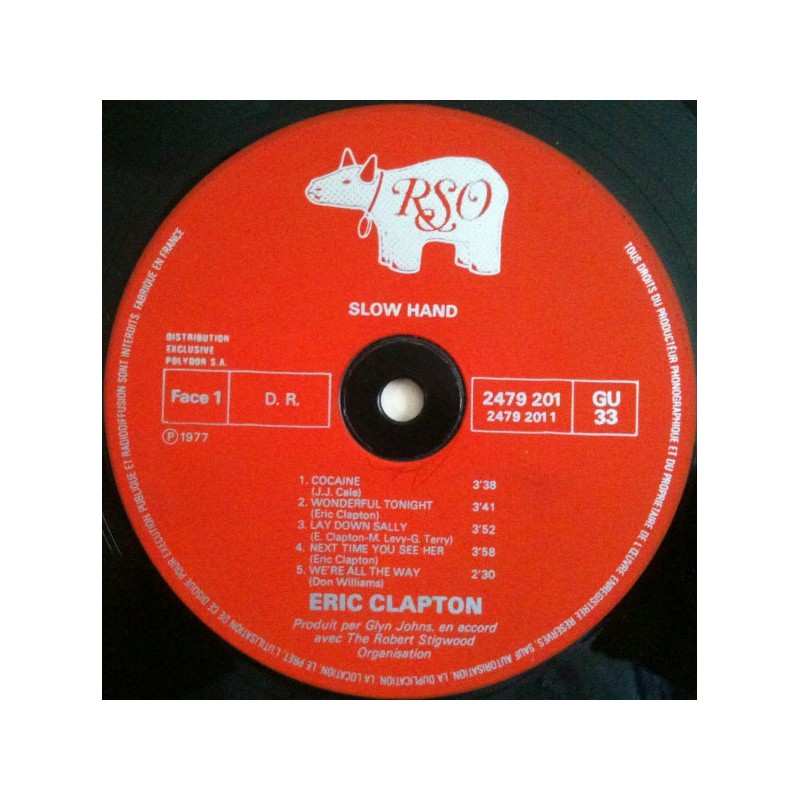 RSO
SLOW HAND
DISTRIBUTION
EXCLUSIVE
POLYDOR S.A.
Face 1
D. R.
2479 201
2479 201 1
GU
33
Ⓟ 1977
1. COCAINE 3'38
(J.J. Cale)
2. WONDERFUL TONIGHT 3'41
(Eric Clapton)
3. LAY DOWN SALLY 3'52
(E. Clapton-M. Levy-G. Terry)
4. NEXT TIME YOU SEE HER 3'58
(Eric Clapton)
5. WE'RE ALL THE WAY 2'30
(Don Williams)
ERIC CLAPTON
Produit par Glyn Johns. en accord
avec The Robert Stigwood
Organisation
TOUS DROITS DU PRODUCTEUR PHONOGRAPHIQUE ET DU PROPRIETAIRE DE L'ŒUVRE ENREGISTREE RESERVES. SAUF AUTORISATION. LA DUPLICATION. LA LOCATION. LE PRET. L'UTILISATION DE CE DISQUE POUR EXECUTION PUBLIQUE ET RADIODIFFUSION SONT INTERDITS. FABRIQUE EN FRANCE